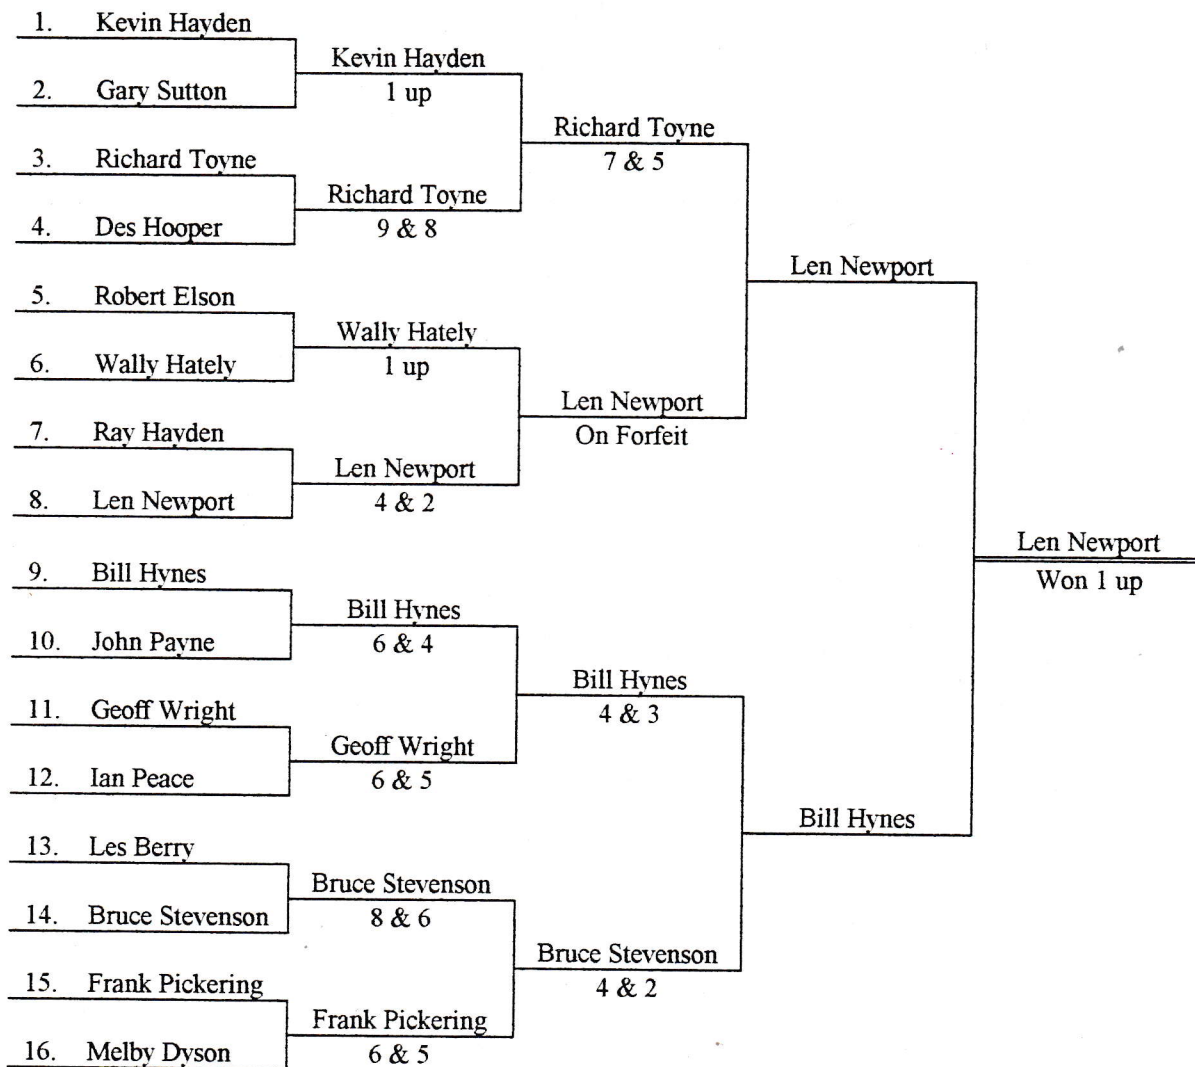 1. Kevin Hayden
Kevin Hayden
2. Gary Sutton
1 up
Richard Toyne
3. Richard Toyne
7 & 5
Richard Toyne
4. Des Hooper
9 & 8
Len Newport
5. Robert Elson
Wally Hately
6. Wally Hately
1 up
Len Newport
7. Ray Hayden
On Forfeit
Len Newport
8. Len Newport
4 & 2
Len Newport
9. Bill Hynes
Won 1 up
Bill Hynes
10. John Payne
6 & 4
Bill Hynes
11. Geoff Wright
4 & 3
Geoff Wright
12. Ian Peace
6 & 5
Bill Hynes
13. Les Berry
Bruce Stevenson
14. Bruce Stevenson
8 & 6
Bruce Stevenson
15. Frank Pickering
4 & 2
Frank Pickering
16. Melby Dyson
6 & 5